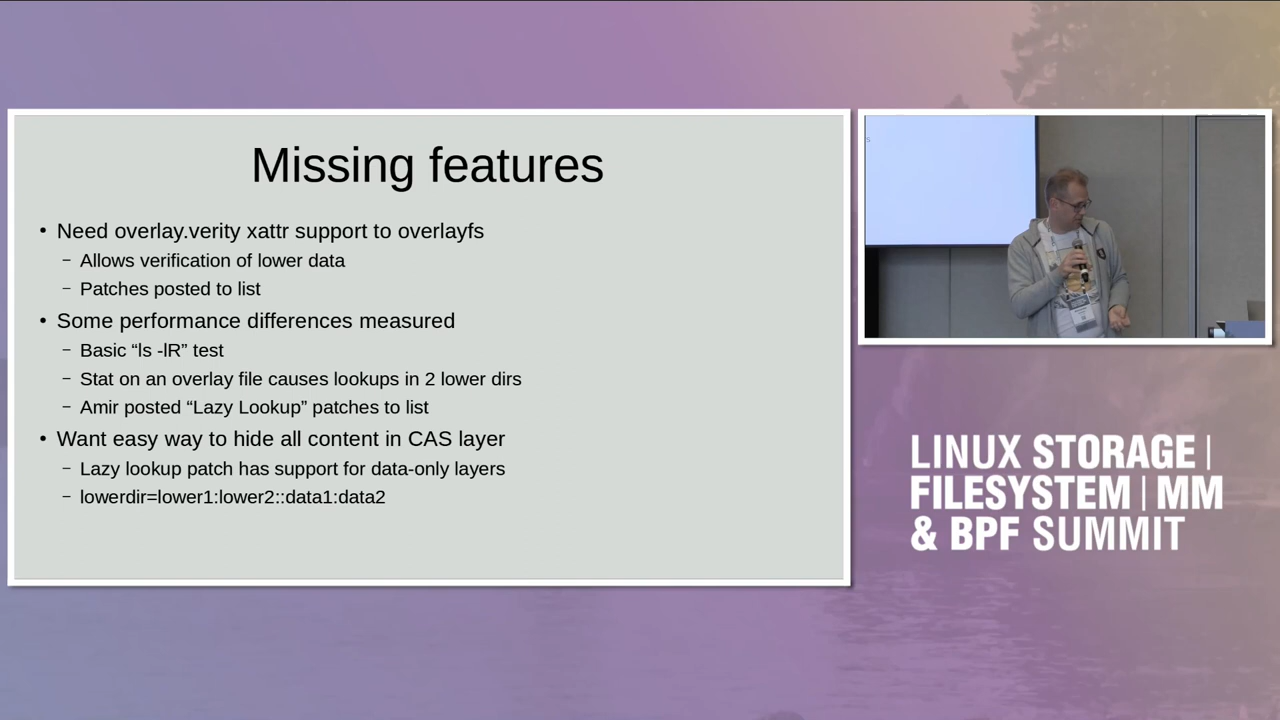 Missing features
• Need overlay.verity xattr support to overlayfs
– Allows verification of lower data
– Patches posted to list
• Some performance differences measured
– Basic “ls -lR” test
– Stat on an overlay file causes lookups in 2 lower dirs
– Amir posted “Lazy Lookup” patches to list
• Want easy way to hide all content in CAS layer
– Lazy lookup patch has support for data-only layers
– lowerdir=lower1:lower2::data1:data2
LINUX STORAGE |
FILESYSTEM | MM
& BPF SUMMIT